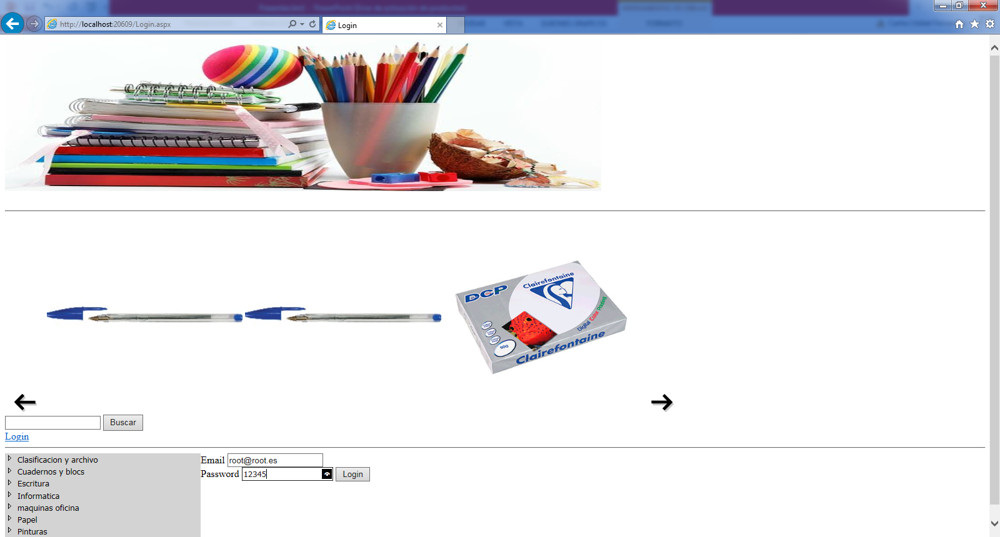 http://localhost:20609/Login.aspx
Login
DCP
Clairefontaine
Digital Color Printing
90g
Clairefontaine
Buscar
Login
Clasificacion y archivo
Cuadernos y blocs
Escritura
Informatica
maquinas oficina
Papel
Pinturas
Email root@root.es
Password 12345 Login